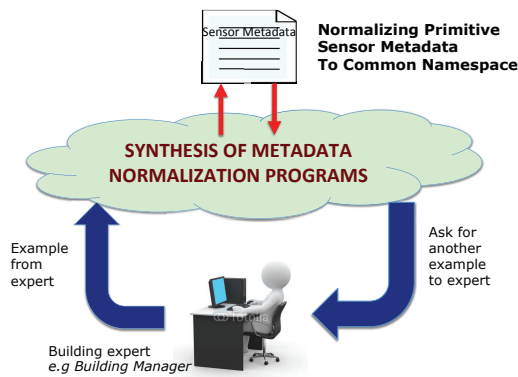 Sensor Metadata
Normalizing Primitive
Sensor Metadata
To Common Namespace
SYNTHESIS OF METADATA
NORMALIZATION PROGRAMS
Example
from
expert
Ask for
another
example
to expert
Building expert
e.g Building Manager